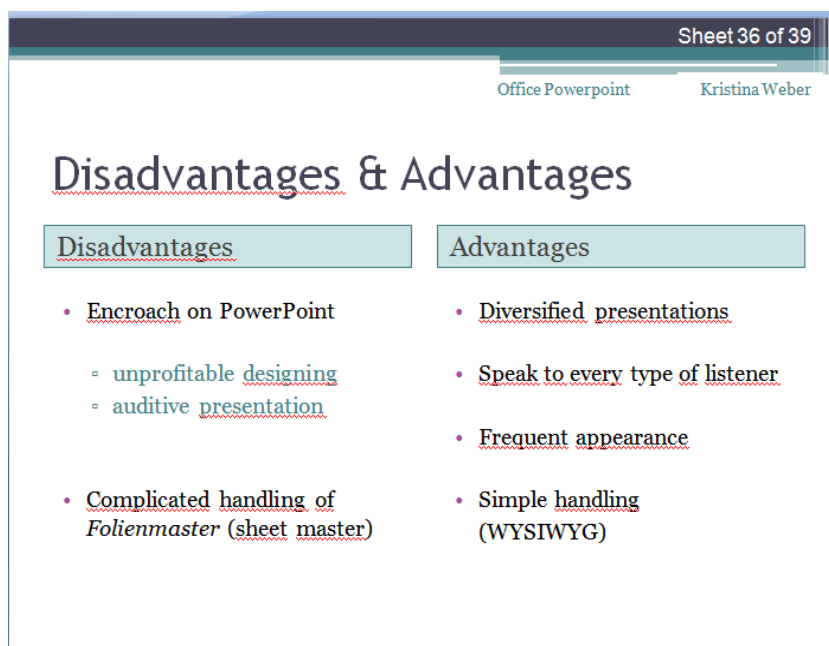 Sheet 36 of 39
Office Powerpoint Kristina Weber
Disadvantages & Advantages
Disadvantages
• Encroach on PowerPoint
▫ unprofitable designing
▫ auditive presentation
• Complicated handling of
Folienmaster (sheet master)
Advantages
• Diversified presentations
• Speak to every type of listener
• Frequent appearance
• Simple handling
(WYSIWYG)